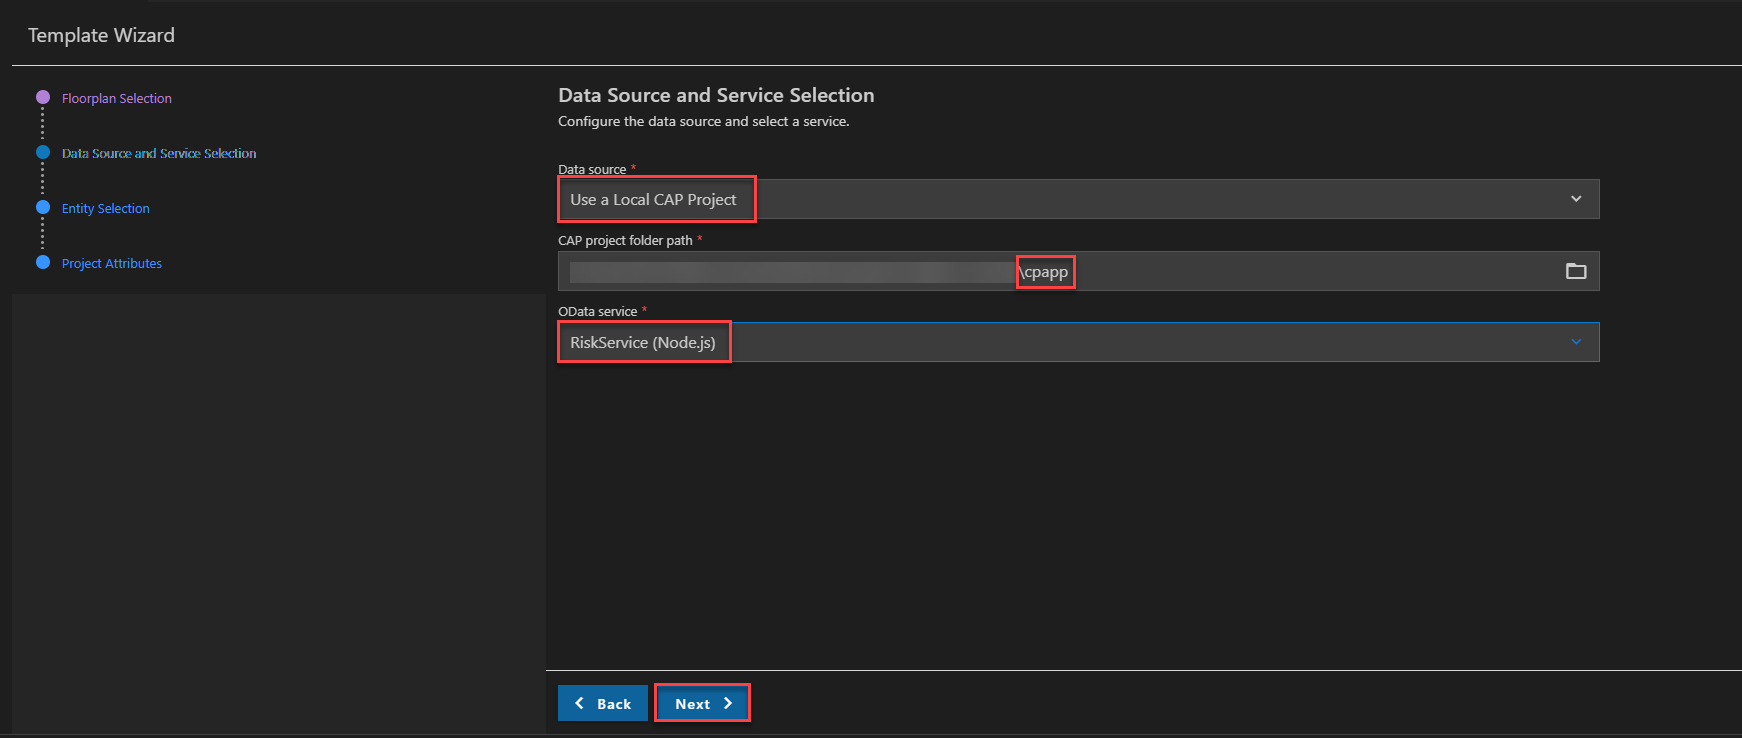 Template Wizard
Floorplan Selection
Data Source and Service Selection
Entity Selection
Project Attributes
Data Source and Service Selection
Configure the data source and select a service.
Data source *
Use a Local CAP Project
CAP project folder path *
\cpapp
OData service *
RiskService (Node.js)
Back
Next